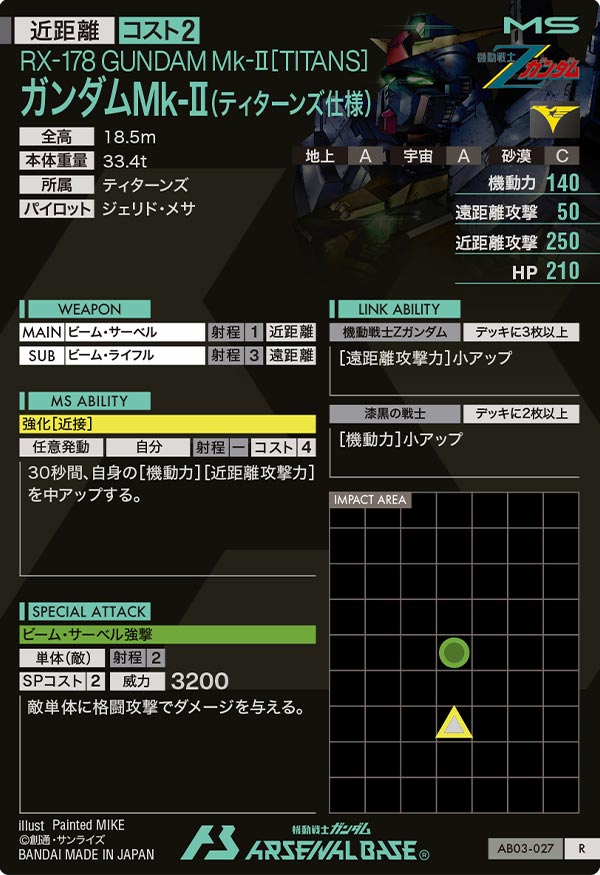 近距離 コスト2 MS
RX-178 GUNDAM Mk-Ⅱ[TITANS]
機動戦士Zガンダム
ガンダムMk-Ⅱ(ティターンズ仕様)
全高 18.5m
本体重量 33.4t
所属 ティターンズ
パイロット ジェリド・メサ
地上 A 宇宙 A 砂漠 C
機動力 140
遠距離攻撃 50
近距離攻撃 250
HP 210
WEAPON
MAIN ビーム・サーベル 射程 1 近距離
SUB ビーム・ライフル 射程 3 遠距離
MS ABILITY
強化[近接]
任意発動 自分 射程 ー コスト 4
30秒間、自身の[機動力][近距離攻撃力]
を中アップする。
SPECIAL ATTACK
ビーム・サーベル強撃
単体(敵) 射程 2
SPコスト 2 威力 3200
敵単体に格闘攻撃でダメージを与える。
LINK ABILITY
機動戦士Zガンダム デッキに3枚以上
[遠距離攻撃力]小アップ
漆黒の戦士 デッキに2枚以上
[機動力]小アップ
IMPACT AREA
illust Painted MIKE
©創通・サンライズ
BANDAI MADE IN JAPAN
機動戦士ガンダム
ARSENAL BASE®
AB03-027 R